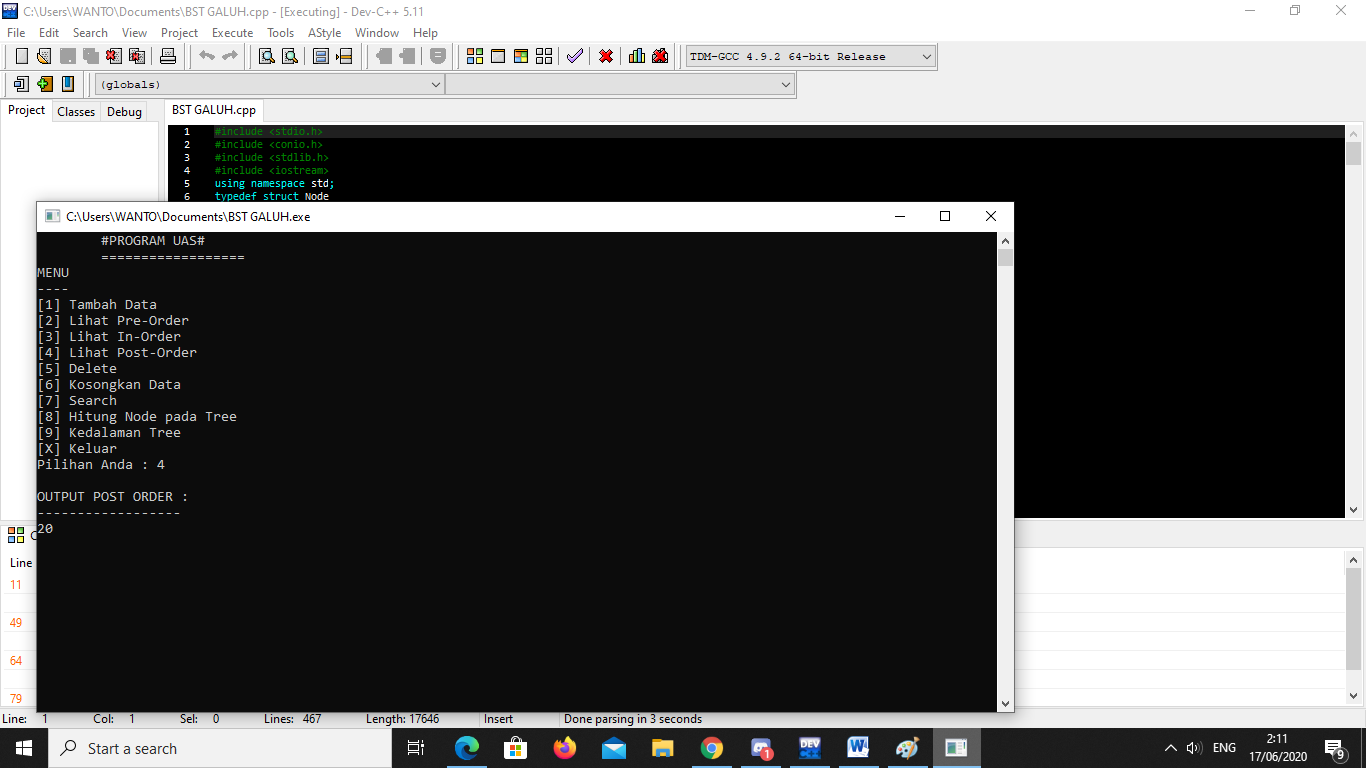 C:\Users\WANTO\Documents\BST GALUH.cpp - [Executing] - Dev-C++ 5.11
File Edit Search View Project Execute Tools AStyle Window Help
TDM-GCC 4.9.2 64-bit Release
(globals)
Project Classes Debug
BST GALUH.cpp
1 #include <stdio.h>
2 #include <conio.h>
3 #include <stdlib.h>
4 #include <iostream>
5 using namespace std;
6 typedef struct Node
C:\Users\WANTO\Documents\BST GALUH.exe
#PROGRAM UAS#
==================
MENU
----
[1] Tambah Data
[2] Lihat Pre-Order
[3] Lihat In-Order
[4] Lihat Post-Order
[5] Delete
[6] Kosongkan Data
[7] Search
[8] Hitung Node pada Tree
[9] Kedalaman Tree
[X] Keluar
Pilihan Anda : 4
OUTPUT POST ORDER :
------------------
20
Line
11
49
64
79
Line: 1 Col: 1 Sel: 0 Lines: 467 Length: 17646 Insert Done parsing in 3 seconds
Start a search
DEV
1
ENG
2:11
17/06/2020
9